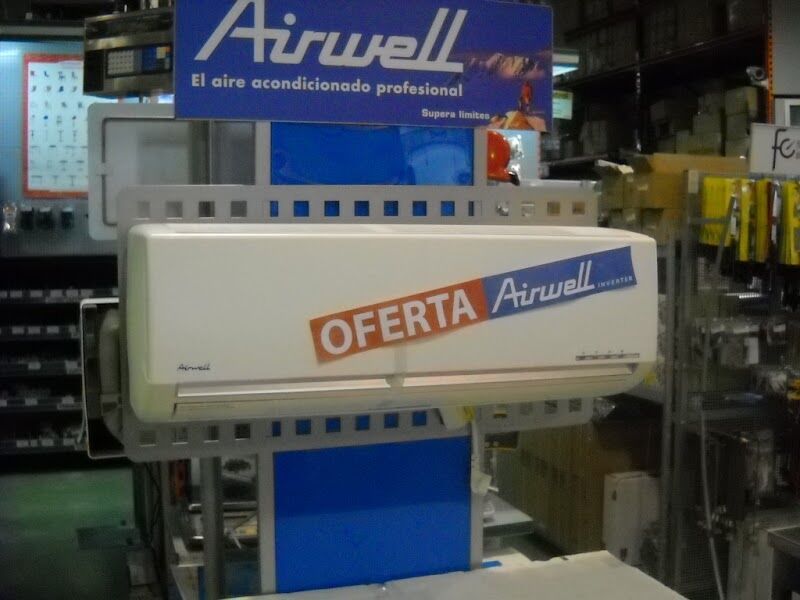 Airwell
El aire acondicionado profesional
Supera límites
OFERTA Airwell
INVERTER
Airwell